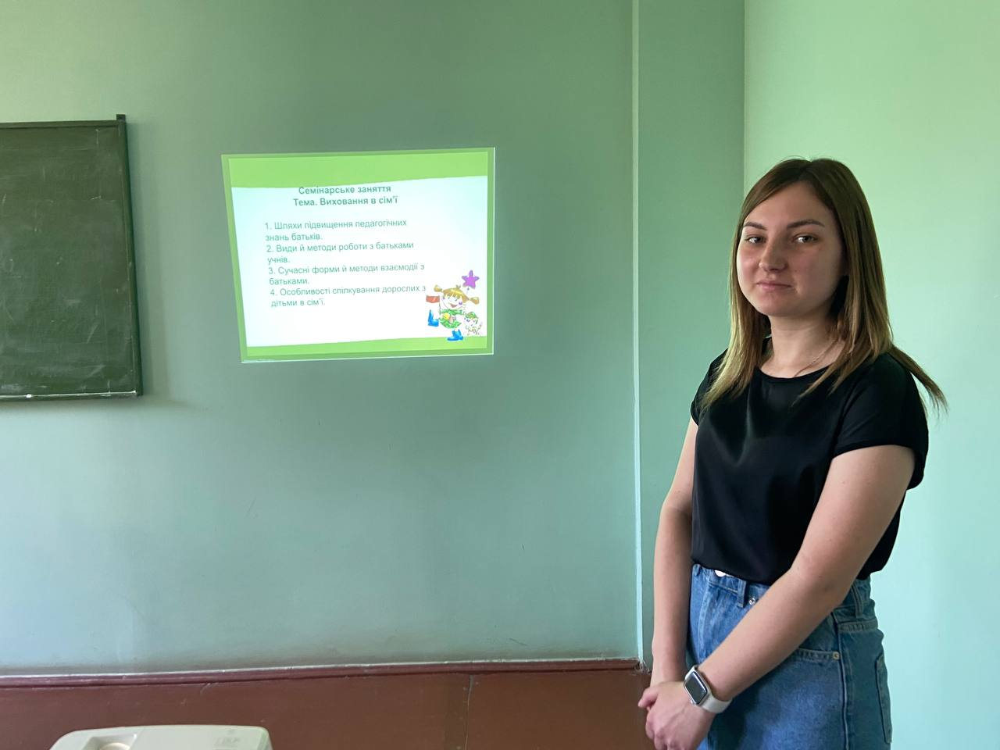 Семінарське заняття
Тема. Виховання в сім'ї
1. Шляхи підвищення педагогічних
знань батьків.
2. Види й методи роботи з батьками
учнів.
3. Сучасні форми й методи взаємодії з
батьками.
4. Особливості спілкування дорослих з
дітьми в сім'ї.